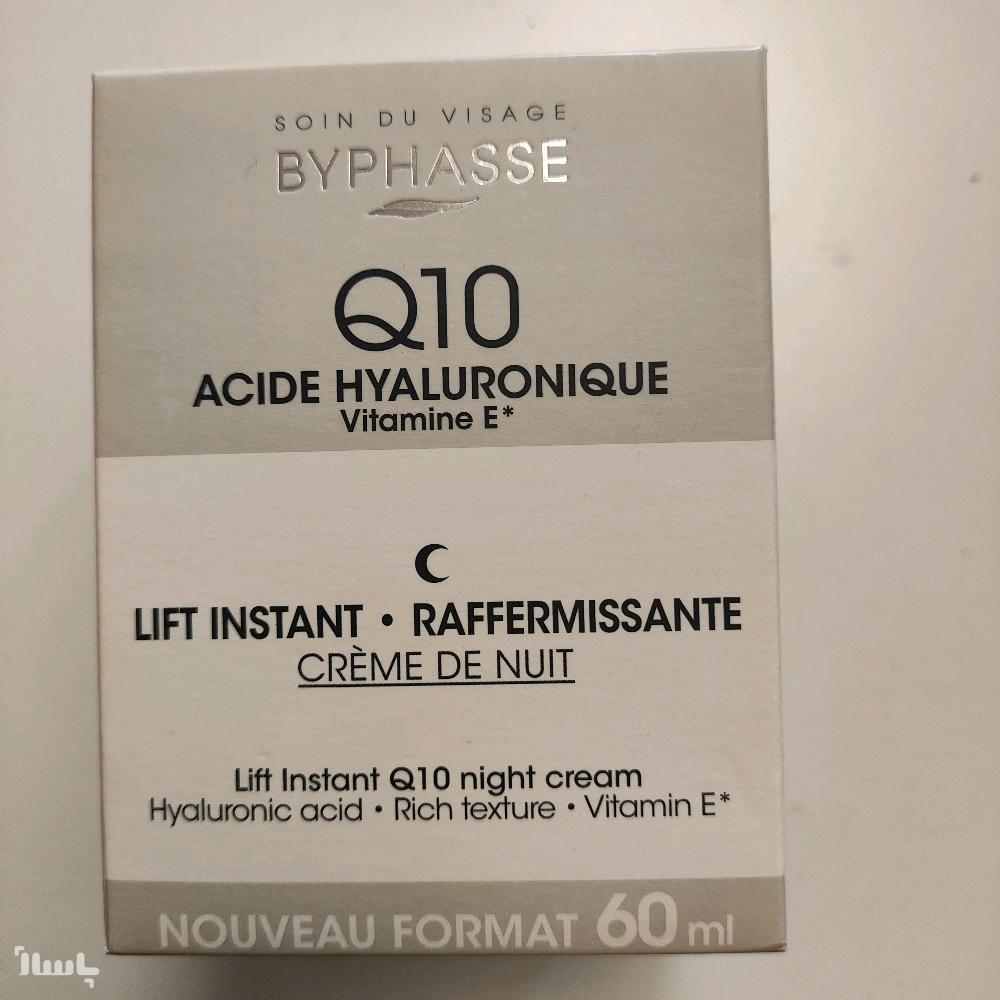 SOIN DU VISAGE
BYPHASSE
Q10
ACIDE HYALURONIQUE
Vitamine E*
LIFT INSTANT • RAFFERMISSANTE
CRÈME DE NUIT
Lift Instant Q10 night cream
Hyaluronic acid • Rich texture • Vitamin E*
NOUVEAU FORMAT 60 ml
باسلام